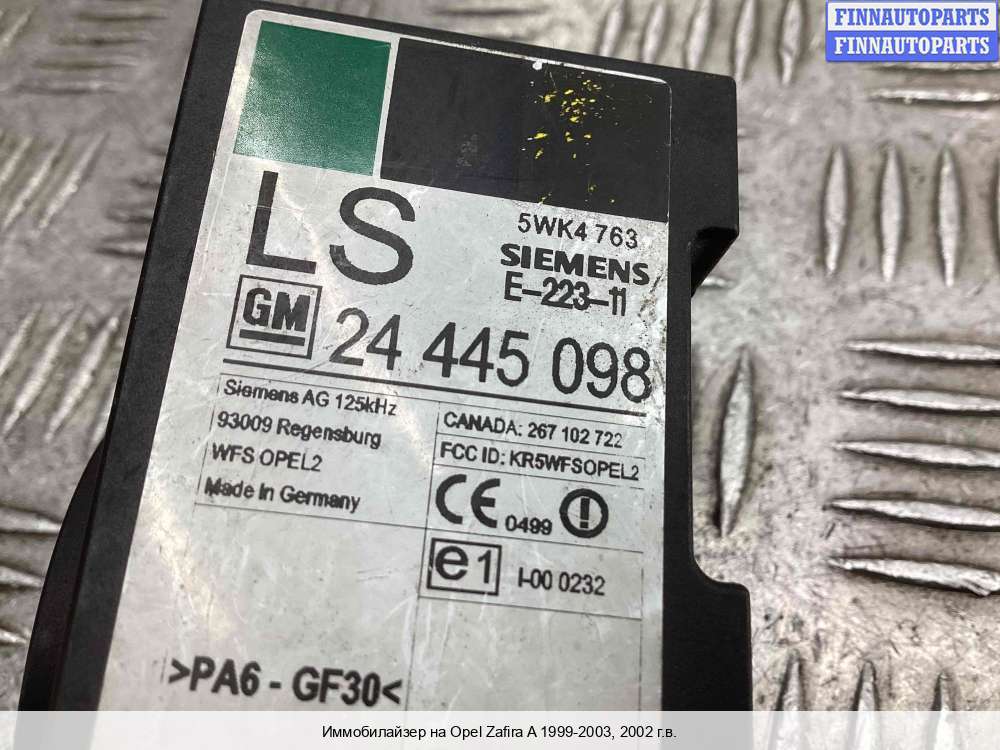 FINNAUTOPARTS
FINNAUTOPARTS
LS
5WK4 763
SIEMENS
E-223-11
GM 24 445 098
Siemens AG 125kHz
93009 Regensburg
WFS OPEL2
Made In Germany
CANADA: 267 102 722
FCC ID: KR5WFSOPEL2
CE 0499
e1 I-00 0232
>PA6 - GF30<
Иммобилайзер на Opel Zafira A 1999-2003, 2002 г.в.